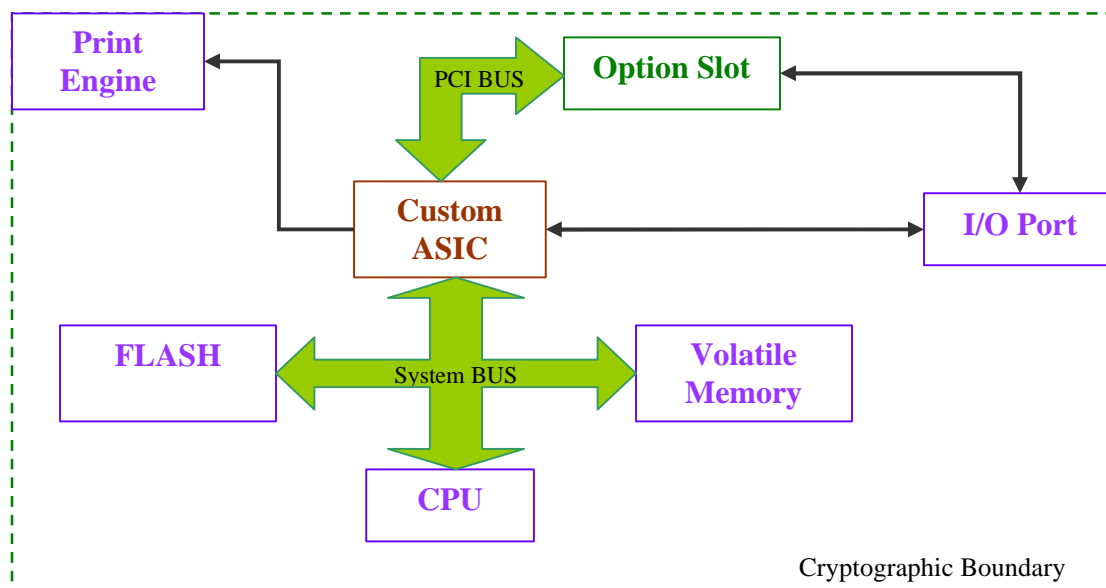 Print
Engine
PCI BUS
Option Slot
Custom
ASIC
I/O Port
FLASH
System BUS
Volatile
Memory
CPU
Cryptographic Boundary